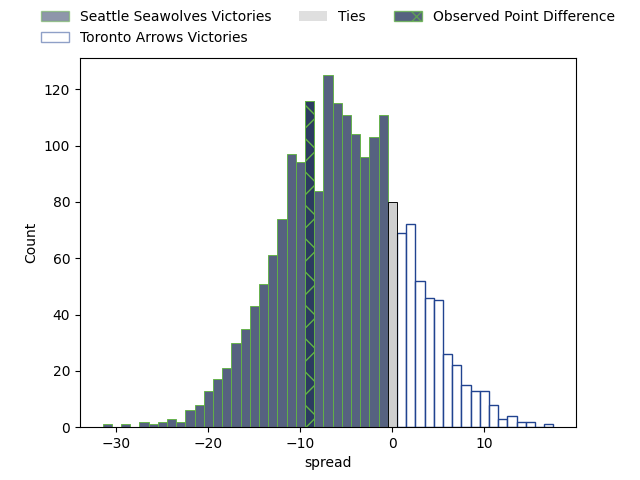 Seattle Seawolves Victories
Ties
Observed Point Difference
Toronto Arrows Victories
120
100
80
60
40
20
0
Count
−30
−20
−10
0
10
spread